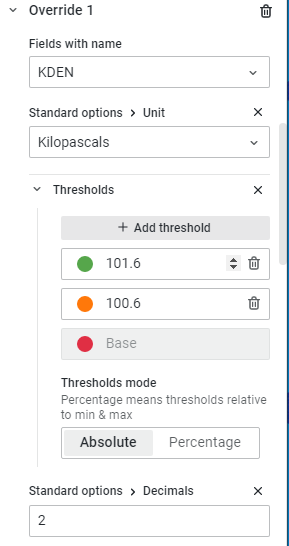 Override 1
Fields with name
KDEN
Standard options > Unit
Kilopascals
Thresholds
+ Add threshold
101.6
100.6
Base
Thresholds mode
Percentage means thresholds relative
to min & max
Absolute Percentage
Standard options > Decimals
2